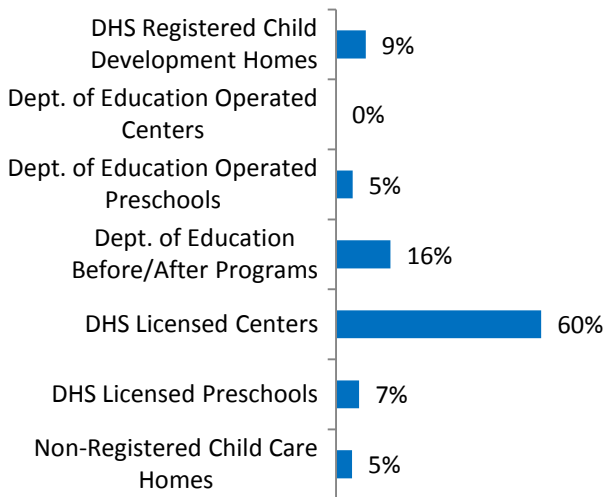 DHS Registered Child
Development Homes
9%
Dept. of Education Operated
Centers
0%
Dept. of Education Operated
Preschools
5%
Dept. of Education
Before/After Programs
16%
DHS Licensed Centers
60%
DHS Licensed Preschools
7%
Non-Registered Child Care
Homes
5%